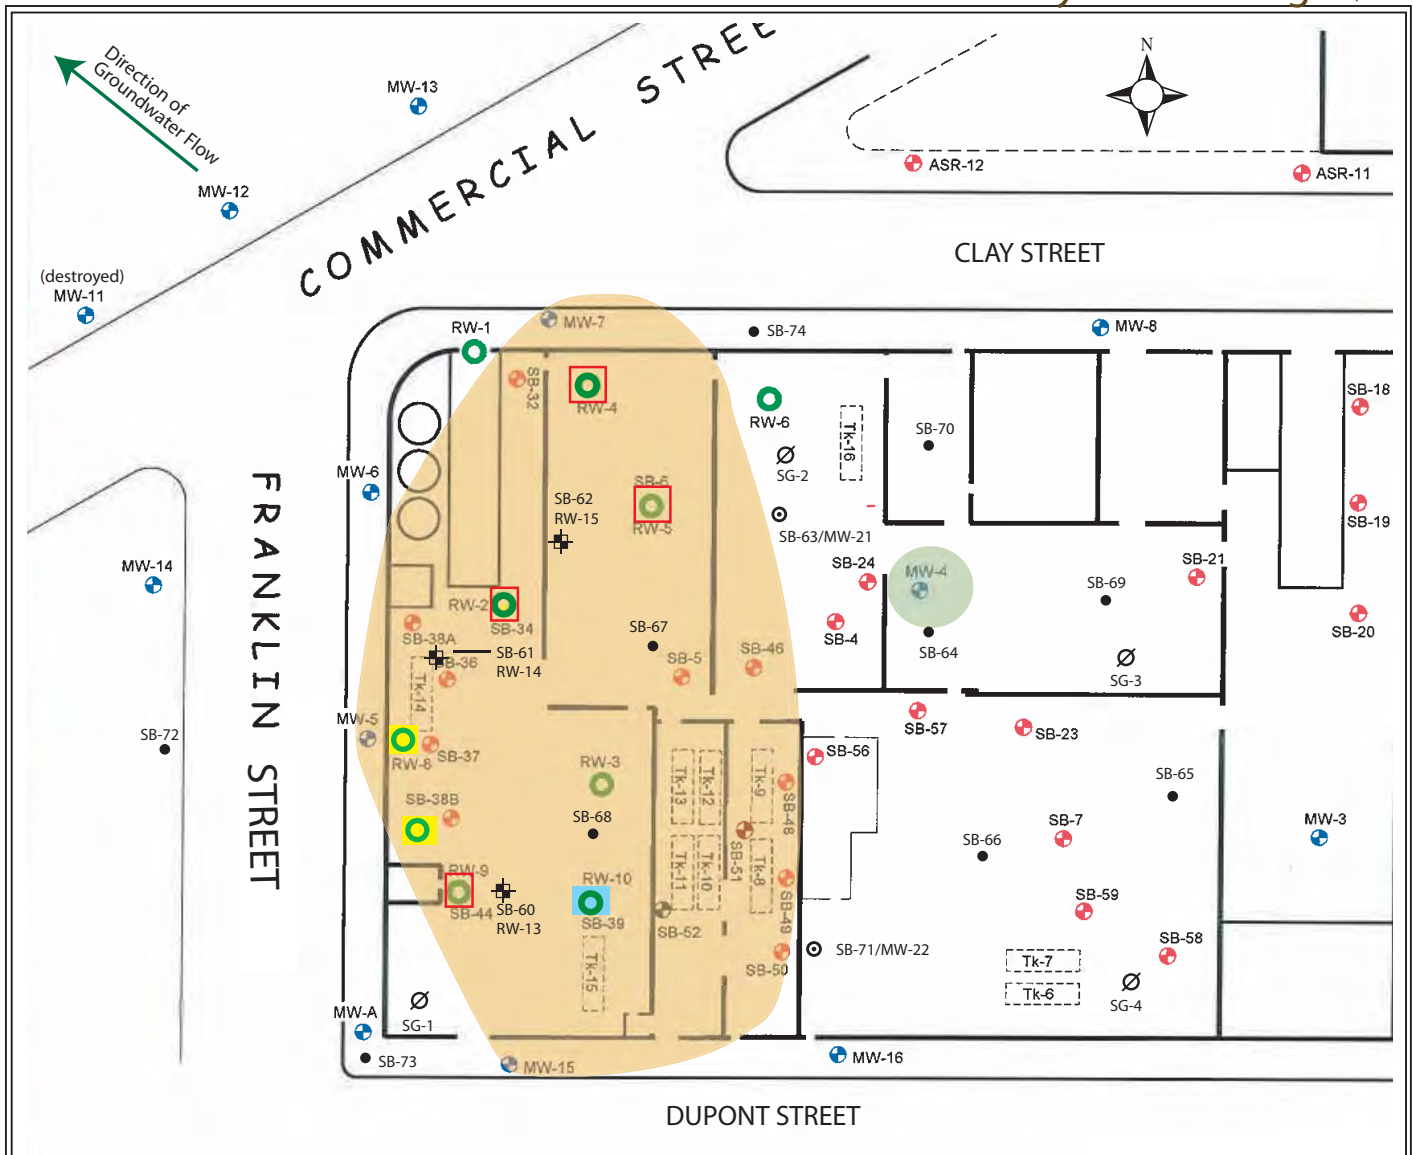 Direction of
Groundwater Flow
MW-13
MW-12
(destroyed)
MW-11
COMMERCIAL STREE
N
ASR-12
ASR-11
CLAY STREET
RW-1
MW-7
SB-74
MW-8
SB-32
RW-4
RW-6
Tk-16
SB-70
SB-18
SG-2
MW-6
SB-62
RW-15
SB-6
RW-5
SB-63/MW-21
SB-19
MW-14
SB-24
MW-4
SB-69
SB-21
RW-2
SB-34
SB-4
SB-64
SB-20
SB-38A
SB-36
SB-61
RW-14
SB-67
SB-5
SB-46
SG-3
Tk-14
FRANKLIN STREET
MW-5
SB-72
RW-8
SB-37
SB-57
SB-23
SB-56
RW-3
Tk-13
Tk-12
Tk-9
SB-48
SB-65
SB-38B
SB-68
SB-51
SB-7
MW-3
SB-66
Tk-11
Tk-10
Tk-8
RW-9
SB-44
SB-60
RW-13
RW-10
SB-39
SB-52
SB-49
SB-59
SB-50
SB-71/MW-22
SB-58
Tk-15
Tk-7
Tk-6
SG-4
SG-1
MW-A
SB-73
MW-15
MW-16
DUPONT STREET